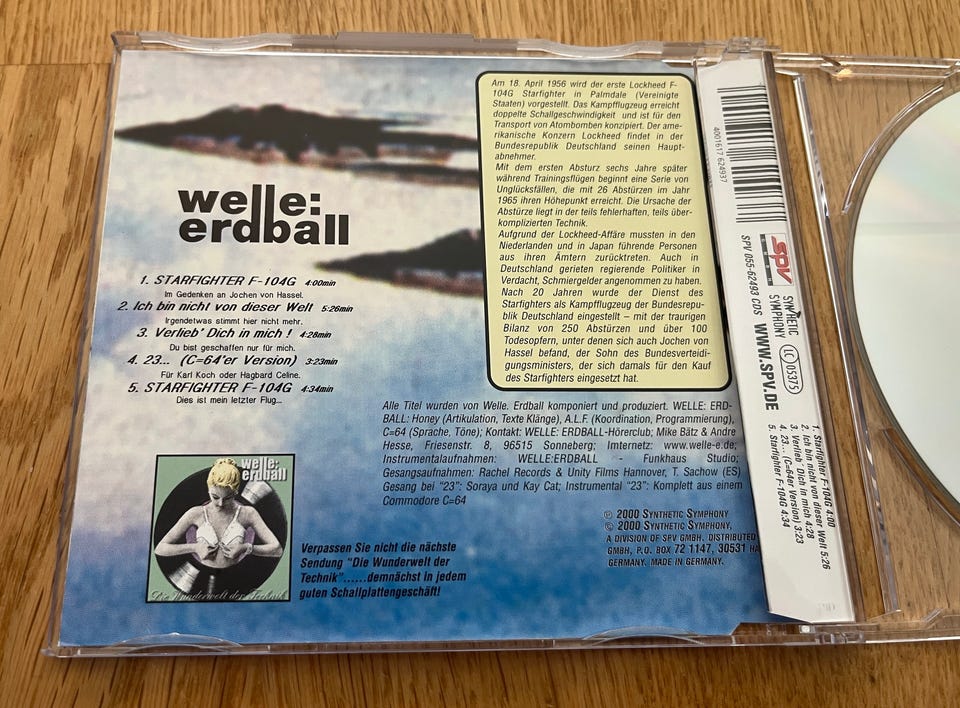 welle:
erdball
1. STARFIGHTER F-104G 4:00min
Im Gedenken an Jochen von Hassel.
2. Ich bin nicht von dieser Welt 5:26min
Irgendetwas stimmt hier nicht mehr.
3. Verlieb' Dich in mich ! 4:28min
Du bist geschaffen nur für mich.
4. 23... (C=64'er Version) 3:23min
Für Karl Koch oder Hagbard Celine.
5. STARFIGHTER F-104G 4:34min
Dies ist mein letzter Flug...
Am 18. April 1956 wird der erste Lockheed F-
104G Starfighter in Palmdale (Vereinigte
Staaten) vorgestellt. Das Kampfflugzeug erreicht
doppelte Schallgeschwindigkeit und ist für den
Transport von Atombomben konzipiert. Der ame-
rikanische Konzern Lockheed findet in der
Bundesrepublik Deutschland seinen Haupt-
abnehmer.
Mit dem ersten Absturz sechs Jahre später
während Trainingsflügen beginnt eine Serie von
Unglücksfällen, die mit 26 Abstürzen im Jahr
1965 ihren Höhepunkt erreicht. Die Ursache der
Abstürze liegt in der teils fehlerhaften, teils über-
komplizierten Technik.
Aufgrund der Lockheed-Affäre mussten in den
Niederlanden und in Japan führende Personen
aus ihren Ämtern zurücktreten. Auch in
Deutschland gerieten regierende Politiker in
Verdacht, Schmiergelder angenommen zu haben.
Nach 20 Jahren wurde der Dienst des
Starfighters als Kampfflugzeug der Bundesrepu-
blik Deutschland eingestellt – mit der traurigen
Bilanz von 250 Abstürzen und über 100
Todesopfern, unter denen sich auch Jochen von
Hassel befand, der Sohn des Bundesverteidi-
gungsministers, der sich damals für den Kauf
des Starfighters eingesetzt hat.
Alle Titel wurden von Welle. Erdball komponiert und produziert. WELLE: ERD-
BALL: Honey (Artikulation, Texte Klänge), A.L.F. (Koordination, Programmierung),
C=64 (Sprache, Töne); Kontakt: WELLE: ERDBALL-Hörerclub; Mike Bätz & Andre
Hesse, Friesenstr. 8, 96515 Sonneberg; Imternetz: www.welle-e.de;
Instrumentalaufnahmen: WELLE:ERDBALL - Funkhaus Studio;
Gesangsaufnahmen: Rachel Records & Unity Films Hannover, T. Sachow (ES)
Gesang bei "23": Soraya und Kay Cat; Instrumental "23": Komplett aus einem
Commodore C=64
℗ 2000 SYNTHETIC SYMPHONY
© 2000 SYNTHETIC SYMPHONY,
A DIVISION OF SPV GMBH. DISTRIBUTED
GMBH, P.O. BOX 72 1147, 30531 HA
GERMANY. MADE IN GERMANY.
welle:
erdball
Die Wunderwelt der Technik
Verpassen Sie nicht die nächste
Sendung "Die Wunderwelt der
Technik"......demnächst in jedem
guten Schallplattengeschäft!
4001617 624937
spv
SPV 055-62493 CDS
SYNTHETIC
SYMPHONY
LC 05375
WWW.SPV.DE
1. Starfighter F-104G 4:00
2. Ich bin nicht von dieser Welt 5:26
3. Verlieb' Dich in mich 4:28
4. 23... (C=64er Version) 3:23
5. Starfighter F-104G 4:34